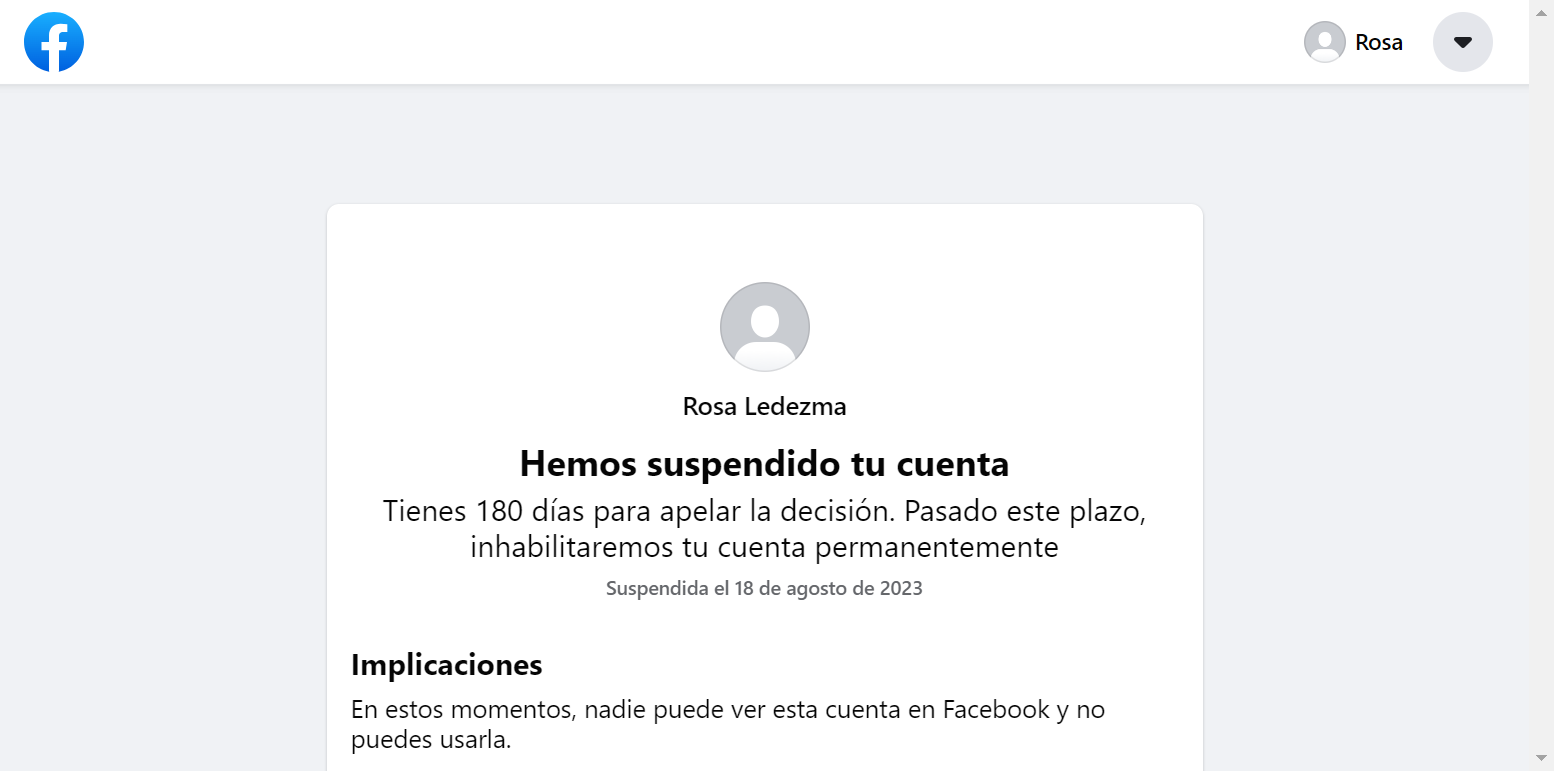 Rosa
Rosa Ledezma
Hemos suspendido tu cuenta
Tienes 180 días para apelar la decisión. Pasado este plazo,
inhabilitaremos tu cuenta permanentemente
Suspendida el 18 de agosto de 2023
Implicaciones
En estos momentos, nadie puede ver esta cuenta en Facebook y no
puedes usarla.